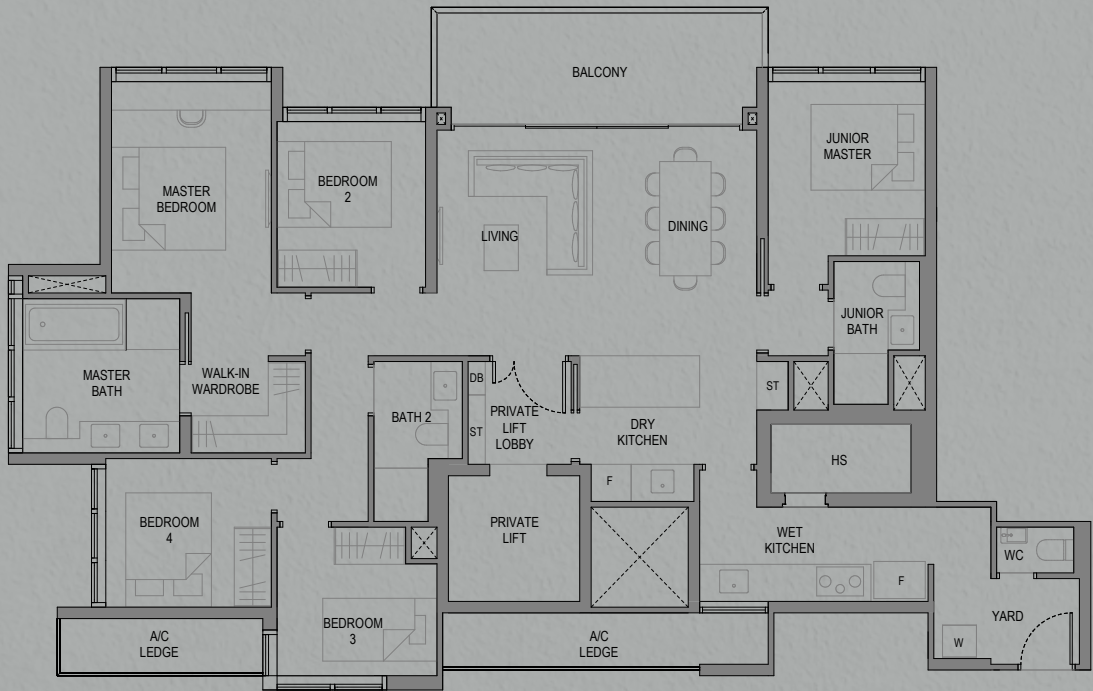 BALCONY
JUNIOR
MASTER
MASTER
BEDROOM
BEDROOM
2
LIVING
DINING
JUNIOR
BATH
MASTER
BATH
WALK-IN
WARDROBE
DB
ST
BATH 2
PRIVATE
LIFT
LOBBY
DRY
KITCHEN
ST
HS
F
BEDROOM
4
PRIVATE
LIFT
WET
KITCHEN
WC
F
BEDROOM
3
YARD
W
A/C
LEDGE
A/C
LEDGE